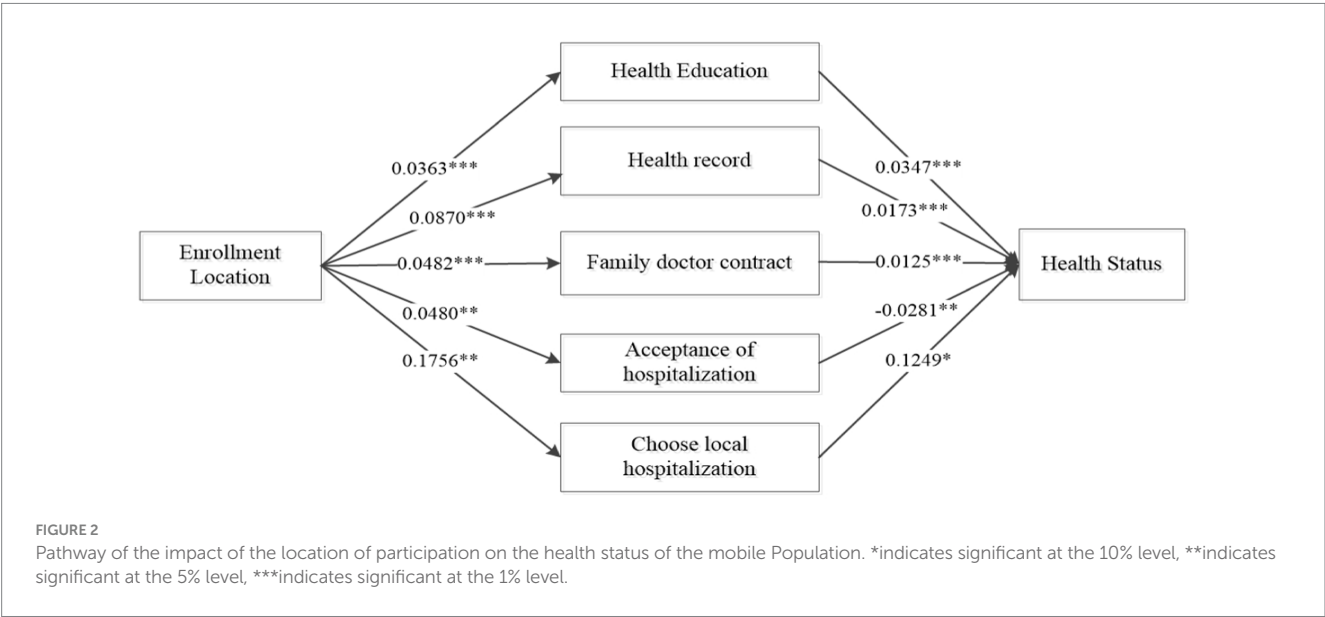 Health Education
0.0363***
0.0347***
Health record
0.0870***
0.0173***
Enrollment
Location
0.0482***
Family doctor contract
0.0125***
Health Status
0.0480**
-0.0281**
Acceptance of
hospitalization
0.1756**
0.1249*
Choose local
hospitalization
FIGURE 2
Pathway of the impact of the location of participation on the health status of the mobile Population. *indicates significant at the 10% level, **indicates
significant at the 5% level, ***indicates significant at the 1% level.